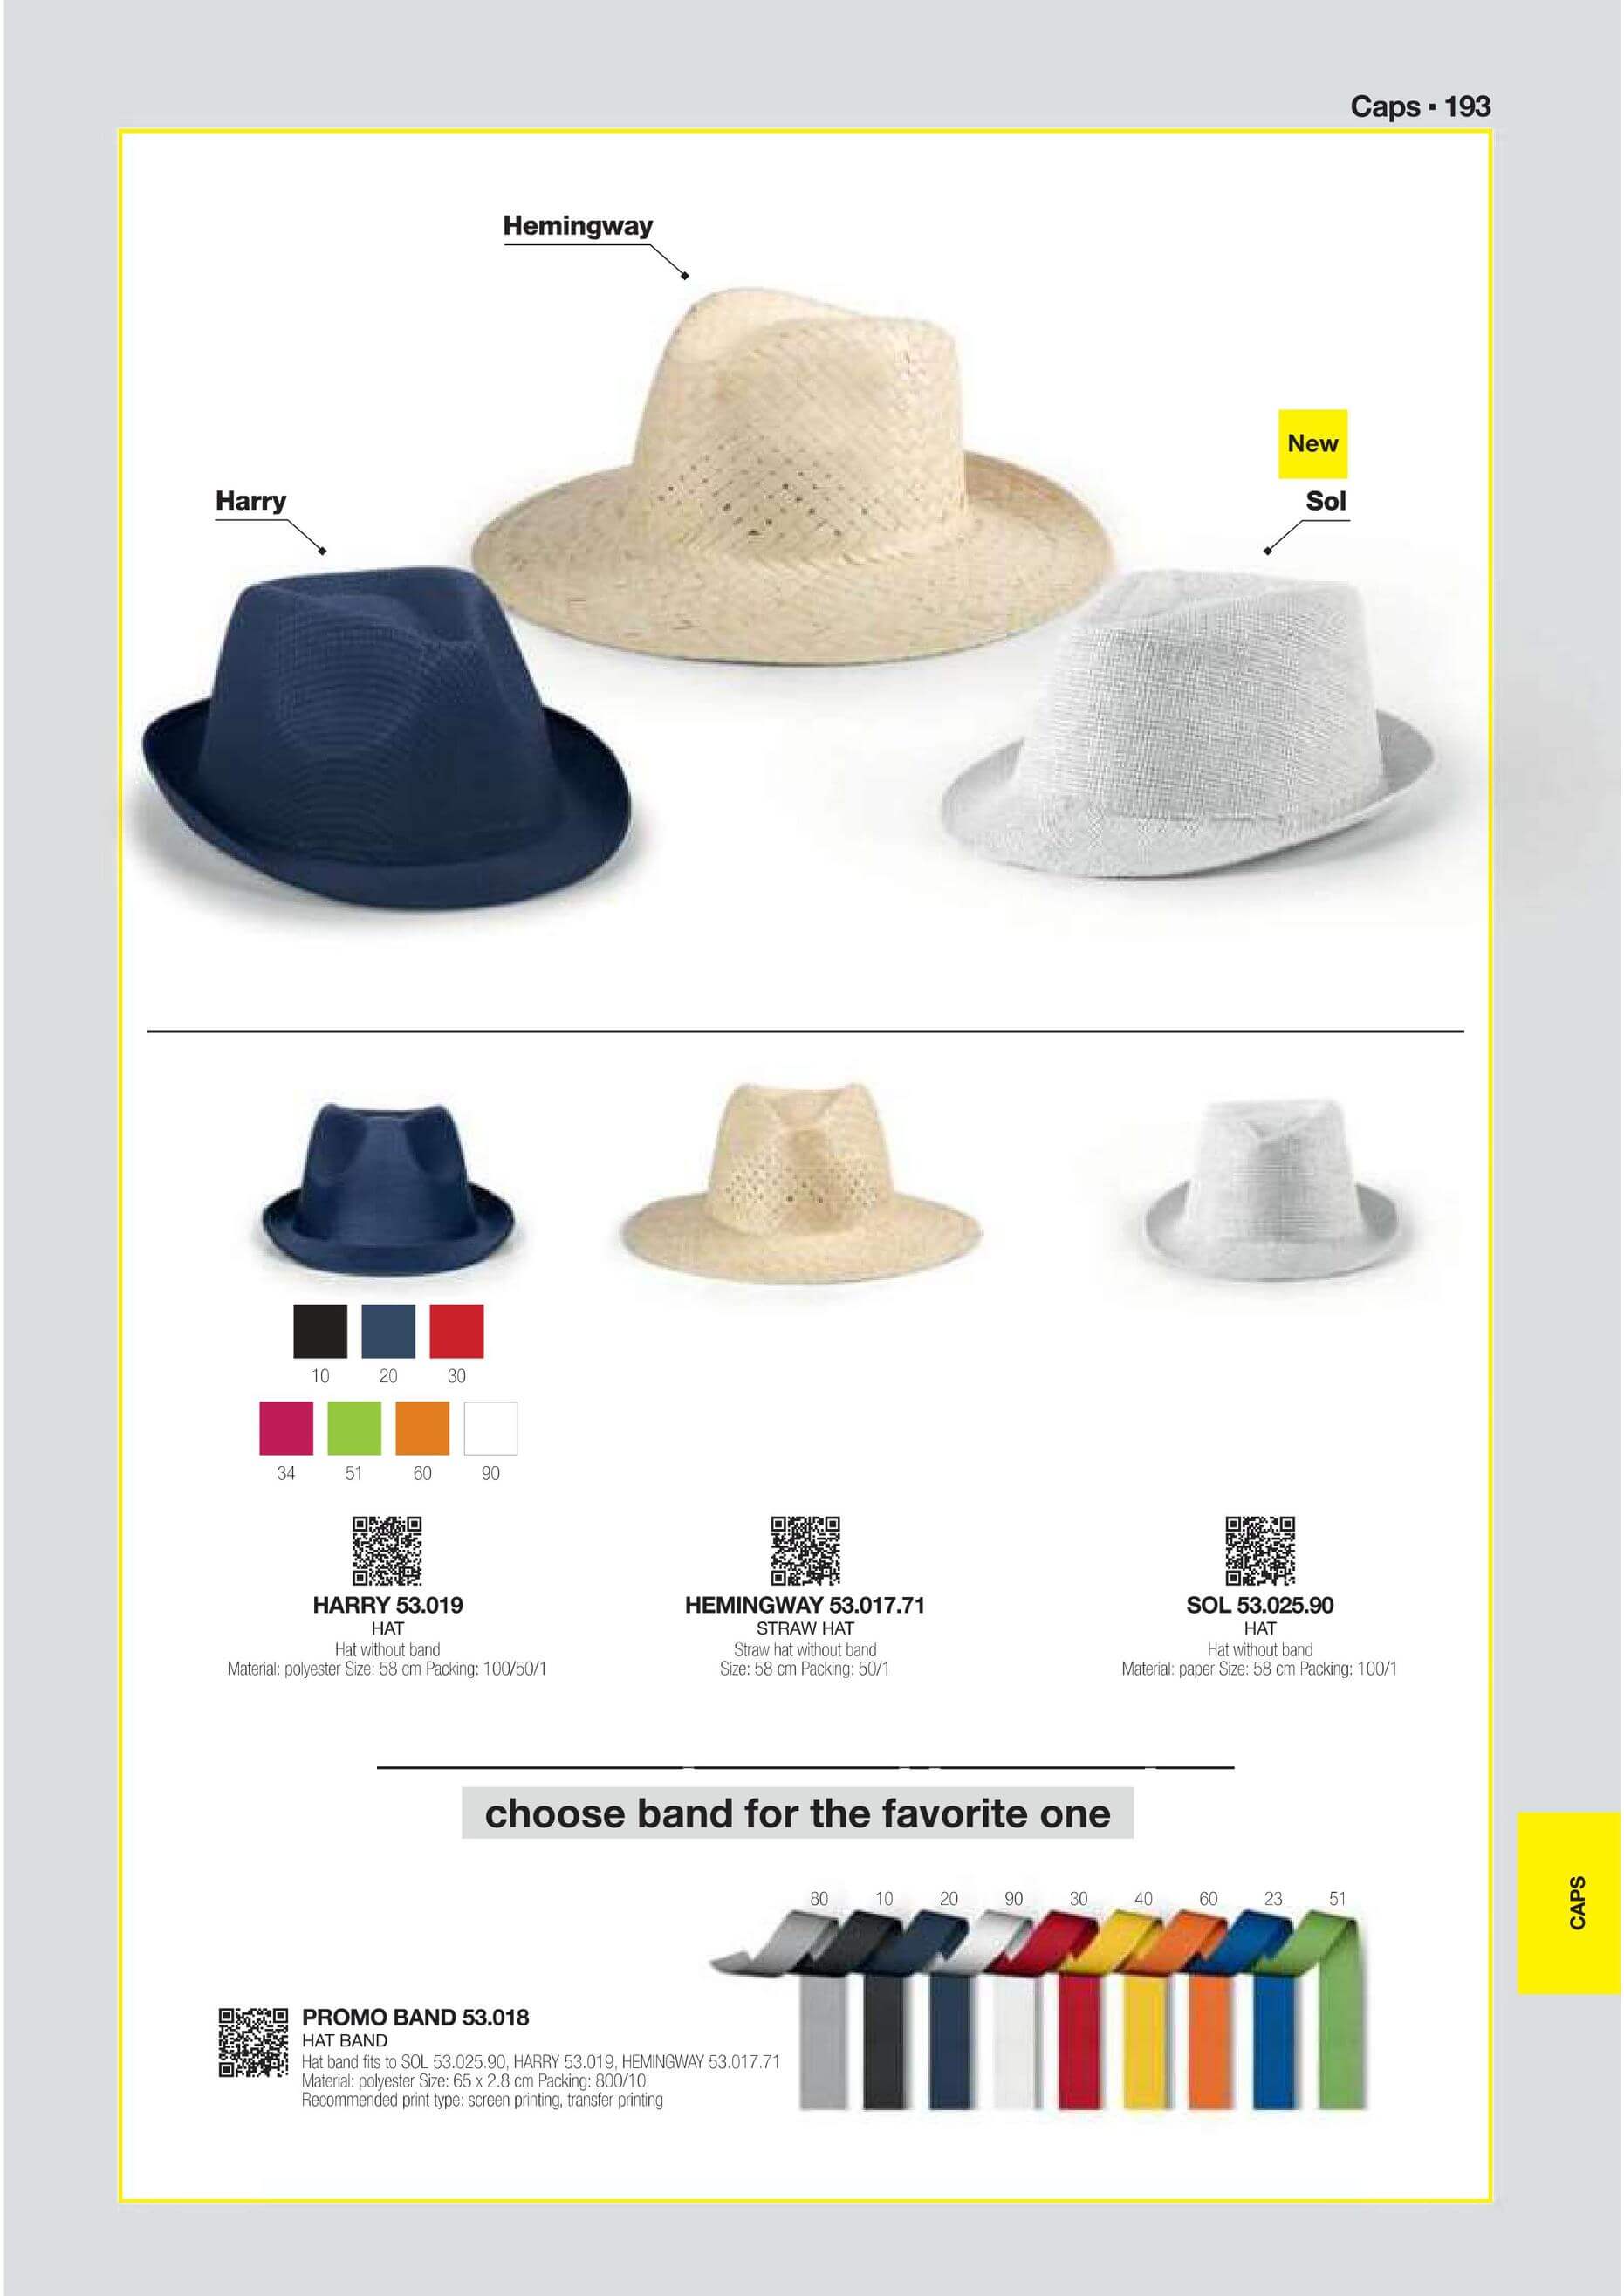 Caps ▪ 193
Hemingway
New
Harry
Sol
10 20 30
34 51 60 90
HARRY 53.019
HAT
Hat without band
Material: polyester Size: 58 cm Packing: 100/50/1
HEMINGWAY 53.017.71
STRAW HAT
Straw hat without band
Size: 58 cm Packing: 50/1
SOL 53.025.90
HAT
Hat without band
Material: paper Size: 58 cm Packing: 100/1
choose band for the favorite one
CAPS
80 10 20 90 30 40 60 23 51
PROMO BAND 53.018
HAT BAND
Hat band fits to SOL 53.025.90, HARRY 53.019, HEMINGWAY 53.017.71
Material: polyester Size: 65 x 2.8 cm Packing: 800/10
Recommended print type: screen printing, transfer printing